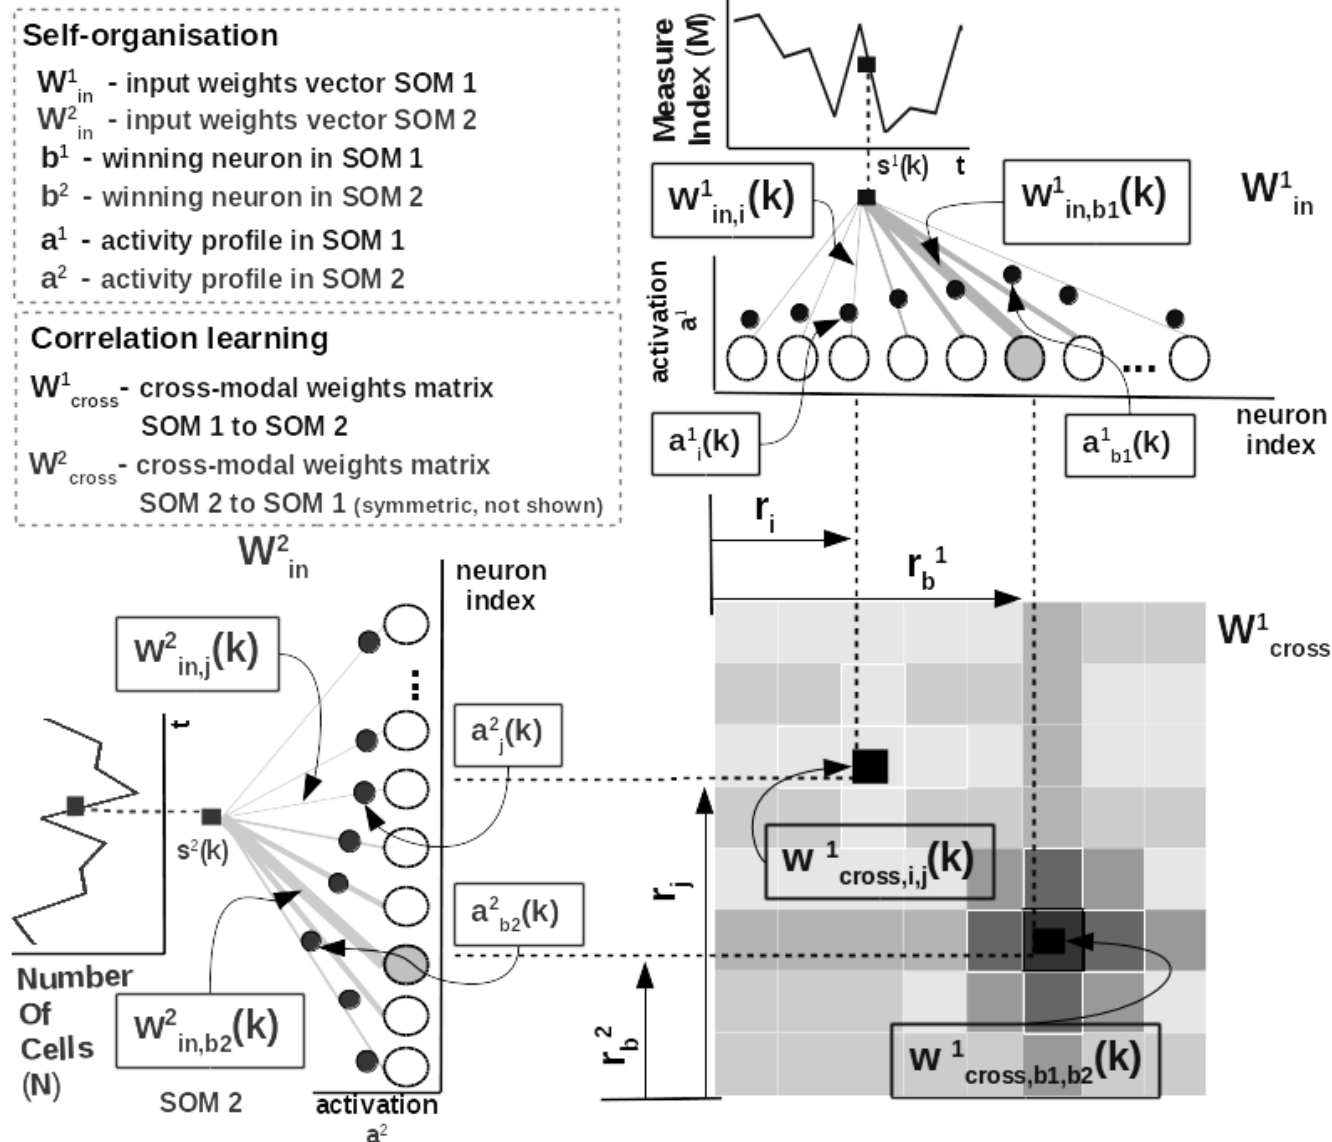 Self-organisation
W¹in - input weights vector SOM 1
W²in - input weights vector SOM 2
b¹ - winning neuron in SOM 1
b² - winning neuron in SOM 2
a¹ - activity profile in SOM 1
a² - activity profile in SOM 2
Correlation learning
W¹cross- cross-modal weights matrix
SOM 1 to SOM 2
W²cross- cross-modal weights matrix
SOM 2 to SOM 1 (symmetric, not shown)
Measure
Index (M)
s¹(k)
t
w¹in,i(k)
w¹in,b1(k)
W¹in
activation
a¹
...
neuron
index
a¹i(k)
a¹b1(k)
ri
rb¹
W¹cross
w¹cross,i,j(k)
w¹cross,b1,b2(k)
rj
rb²
W²in
neuron
index
w²in,j(k)
...
t
a²j(k)
s²(k)
a²b2(k)
w²in,b2(k)
Number
Of
Cells
(N)
SOM 2
activation
a²